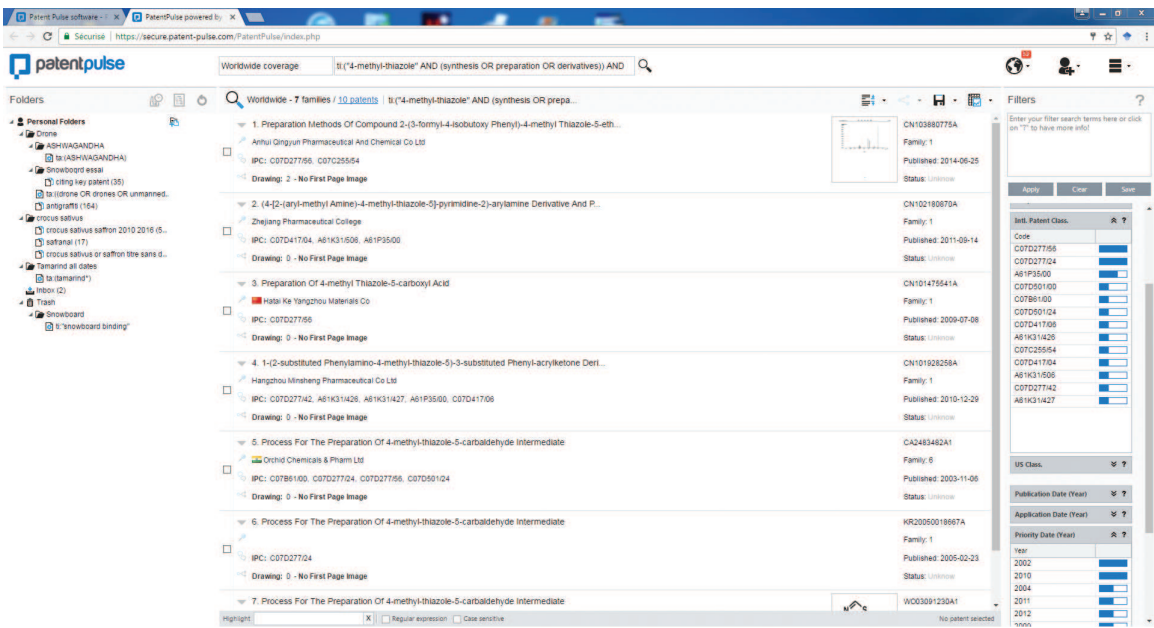 Patent Pulse software - /
PatentPulse powered by
Sécurisé | https://secure.patent-pulse.com/PatentPulse/index.php
patentpulse
Worldwide coverage
ti:("4-methyl-thiazole" AND (synthesis OR preparation OR derivatives)) AND
Folders
Personal Folders
Drone
ASHWAGANDHA
ta:(ASHWAGANDHA)
Snowboard essai
citing key patent (35)
ta:((drone OR drones OR unmanned..
antigraffiti (164)
crocus sativus
crocus sativus saffron 2010 2016 (5..
safranal (17)
crocus sativus or saffron titre sans d..
Tamarind all dates
ta:(tamarind*)
Inbox (2)
Trash
Snowboard
ti:"snowboard binding"
Worldwide - 7 families / 10 patents | ti:("4-methyl-thiazole" AND (synthesis OR prepa...
1. Preparation Methods Of Compound 2-(3-formyl-4-isobutoxy Phenyl)-4-methyl Thiazole-5-eth...
Anhui Qingyun Pharmaceutical And Chemical Co Ltd
IPC: C07D277/56, C07C255/54
Drawing: 2 - No First Page Image
CN103880775A
Family: 1
Published: 2014-06-25
Status: Unknow
2. (4-[2-(aryl-methyl Amine)-4-methyl-thiazole-5]-pyrimidine-2)-arylamine Derivative And P...
Zhejiang Pharmaceutical College
IPC: C07D417/04, A61K31/506, A61P35/00
Drawing: 0 - No First Page Image
CN102180870A
Family: 1
Published: 2011-09-14
Status: Unknow
3. Preparation Of 4-methyl Thiazole-5-carboxyl Acid
Hatai Ke Yangzhou Materials Co
IPC: C07D277/56
Drawing: 0 - No First Page Image
CN101475541A
Family: 1
Published: 2009-07-08
Status: Unknow
4. 1-(2-substituted Phenylamino-4-methyl-thiazole-5)-3-substituted Phenyl-acrylketone Deri...
Hangzhou Minsheng Pharmaceutical Co Ltd
IPC: C07D277/42, A61K31/426, A61K31/427, A61P35/00, C07D417/06
Drawing: 0 - No First Page Image
CN101928258A
Family: 1
Published: 2010-12-29
Status: Unknow
5. Process For The Preparation Of 4-methyl-thiazole-5-carbaldehyde Intermediate
Orchid Chemicals & Pharm Ltd
IPC: C07B61/00, C07D277/24, C07D277/56, C07D501/24
Drawing: 0 - No First Page Image
CA2483482A1
Family: 6
Published: 2003-11-06
Status: Unknow
6. Process For The Preparation Of 4-methyl-thiazole-5-carbaldehyde Intermediate
IPC: C07D277/24
Drawing: 0 - No First Page Image
KR20050018667A
Family: 1
Published: 2005-02-23
Status: Unknow
7. Process For The Preparation Of 4-methyl-thiazole-5-carbaldehyde Intermediate
N S
WO03091230A1
Highlight X Regular expression Case sensitive
No patent selected
Filters ?
Enter your filter search terms here or click
on "?" to have more info!
Apply Clear Save
Intl. Patent Class. ?
Code
C07D277/56
C07D277/24
A61P35/00
C07D501/00
C07B61/00
C07D501/24
C07D417/06
A61K31/426
C07C255/54
C07D417/04
A61K31/506
C07D277/42
A61K31/427
US Class. ?
Publication Date (Year) ?
Application Date (Year) ?
Priority Date (Year) ?
Year
2002
2010
2004
2011
2012
2009